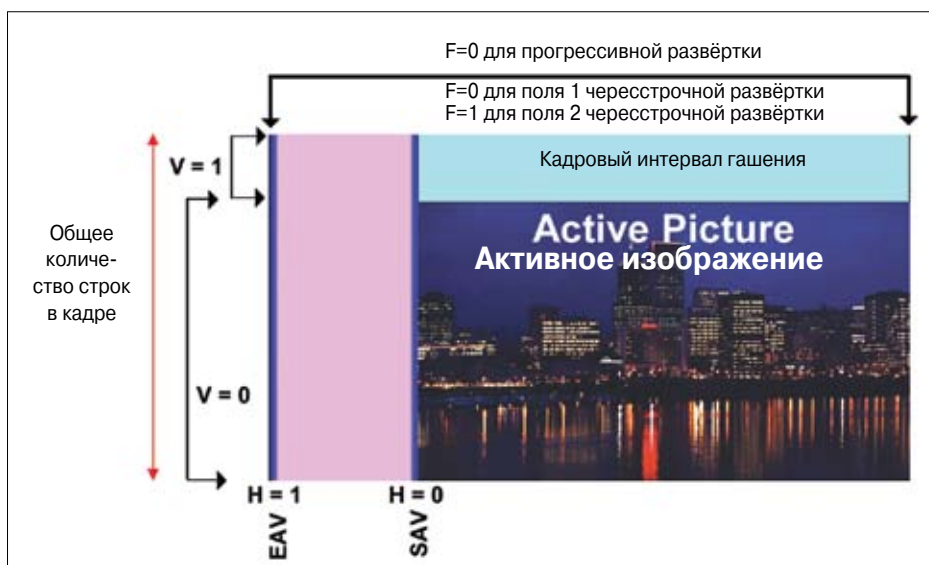 F=0 для прогрессивной развёртки
F=0 для поля 1 чересстрочной развёртки
F=1 для поля 2 чересстрочной развёртки
V = 1
Кадровый интервал гашения
Active Picture
Активное изображение
Общее
количе-
ство строк
в кадре
V = 0
H = 1
H = 0
EAV
SAV